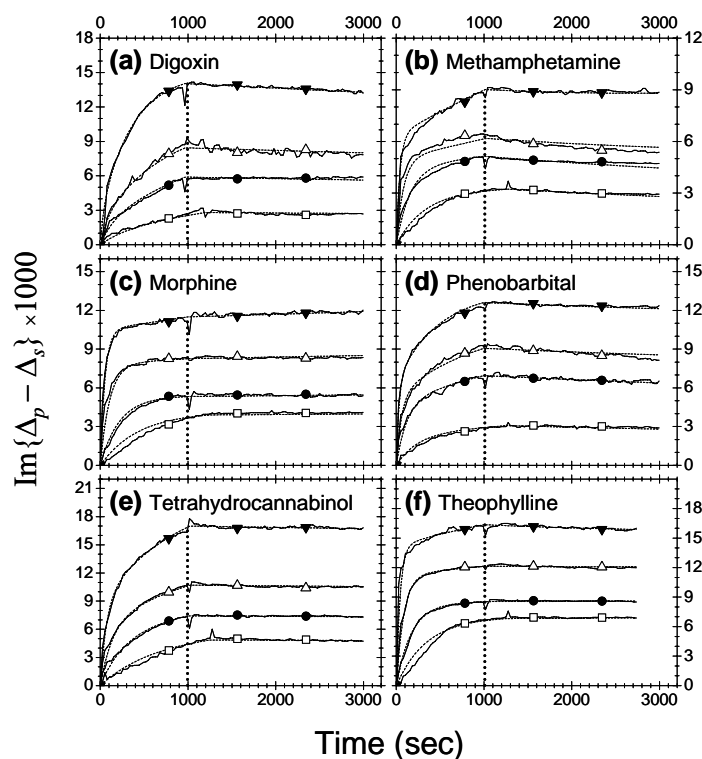 0 1000 2000 3000 0 1000 2000 3000
18 15 12 9 6 3 0
(a) Digoxin
(b) Methamphetamine
12 9 6 3 0
15 12 9 6 3 0
(c) Morphine
(d) Phenobarbital
15 12 9 6 3 0
21 18 15 12 9 6 3 0
(e) Tetrahydrocannabinol
(f) Theophylline
21 18 15 12 9 6 3 0
0 1000 2000 3000 0 1000 2000 3000
Im{Δp − Δs} ×1000
Time (sec)